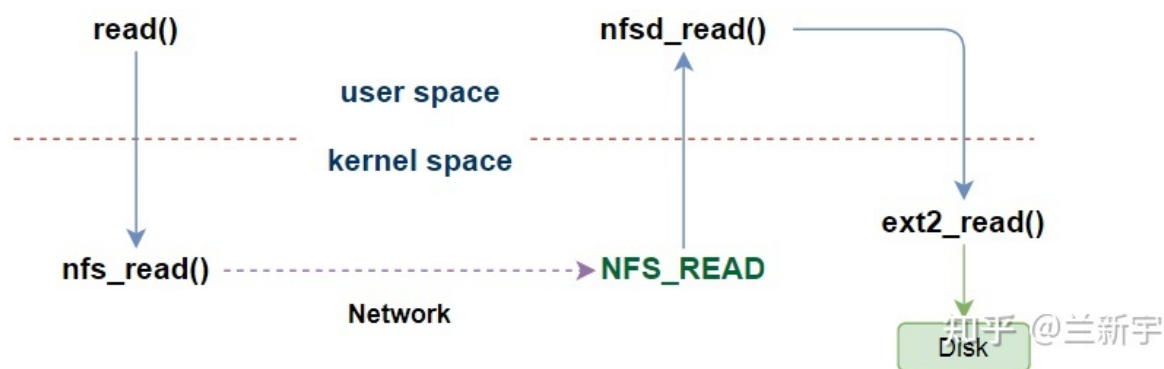 read()
nfsd_read()
user space
kernel space
ext2_read()
nfs_read()
NFS_READ
Network
Disk
知乎 @兰新宇